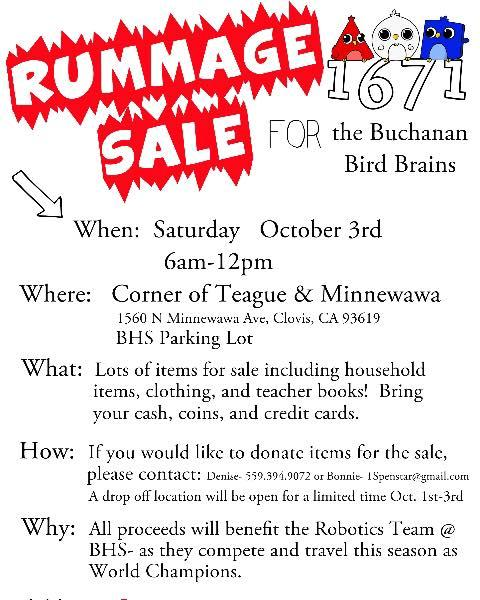 RUMMAGE
SALE
1671
FOR the Buchanan
Bird Brains
When: Saturday October 3rd
6am-12pm
Where: Corner of Teague & Minnewawa
1560 N Minnewawa Ave, Clovis, CA 93619
BHS Parking Lot
What: Lots of items for sale including household
items, clothing, and teacher books! Bring
your cash, coins, and credit cards.
How: If you would like to donate items for the sale,
please contact: Denise- 559.394.9072 or Bonnie- 1Spenstar@gmail.com
A drop off location will be open for a limited time Oct. 1st-3rd
Why: All proceeds will benefit the Robotics Team @
BHS- as they compete and travel this season as
World Champions.